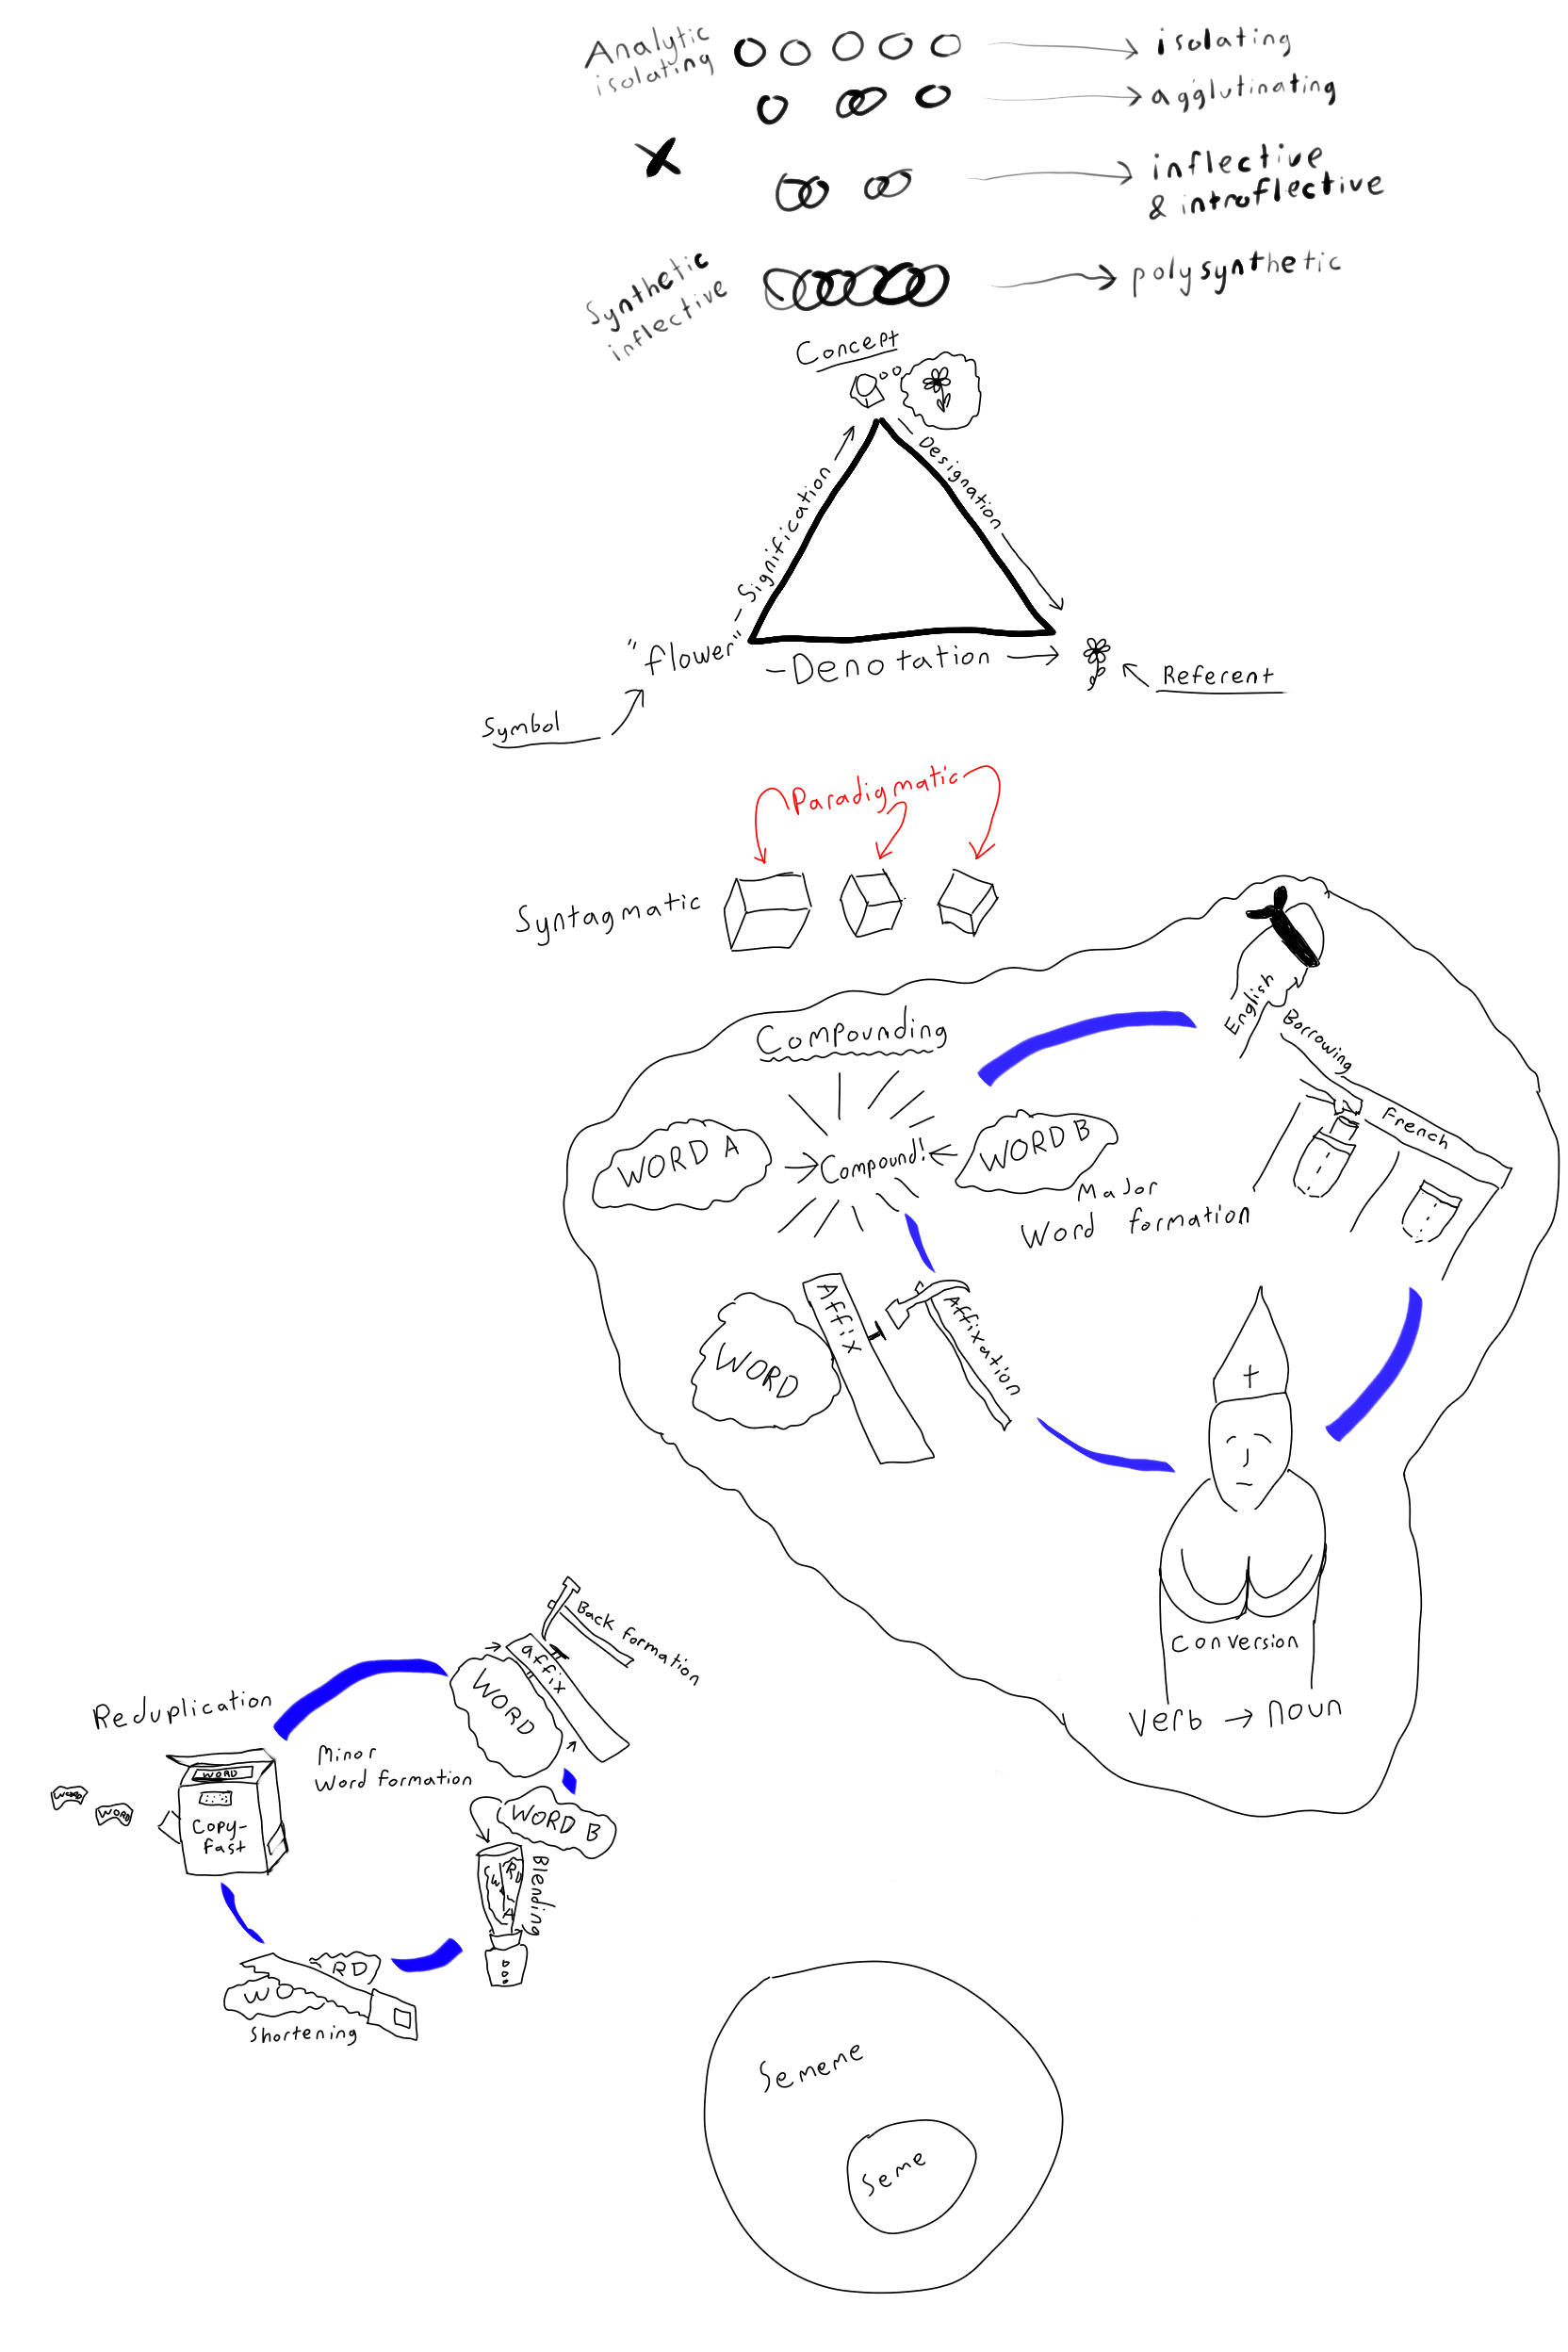 Analytic
isolating
isolating
agglutinating
inflective
& introflective
Synthetic
inflective
polysynthetic
Concept
Signification
Designation
"flower"
Denotation
Referent
Symbol
Paradigmatic
Syntagmatic
English
Borrowing
French
Compounding
WORD A
Compound!
WORD B
Major
Word formation
WORD
Affix
Affixation
Conversion
Verb → Noun
Back formation
affix
WORD
Reduplication
Minor
Word formation
WORD
WORD
WORD
Copy-
fast
WORD B
Blending
WO
RD
Shortening
Sememe
Seme